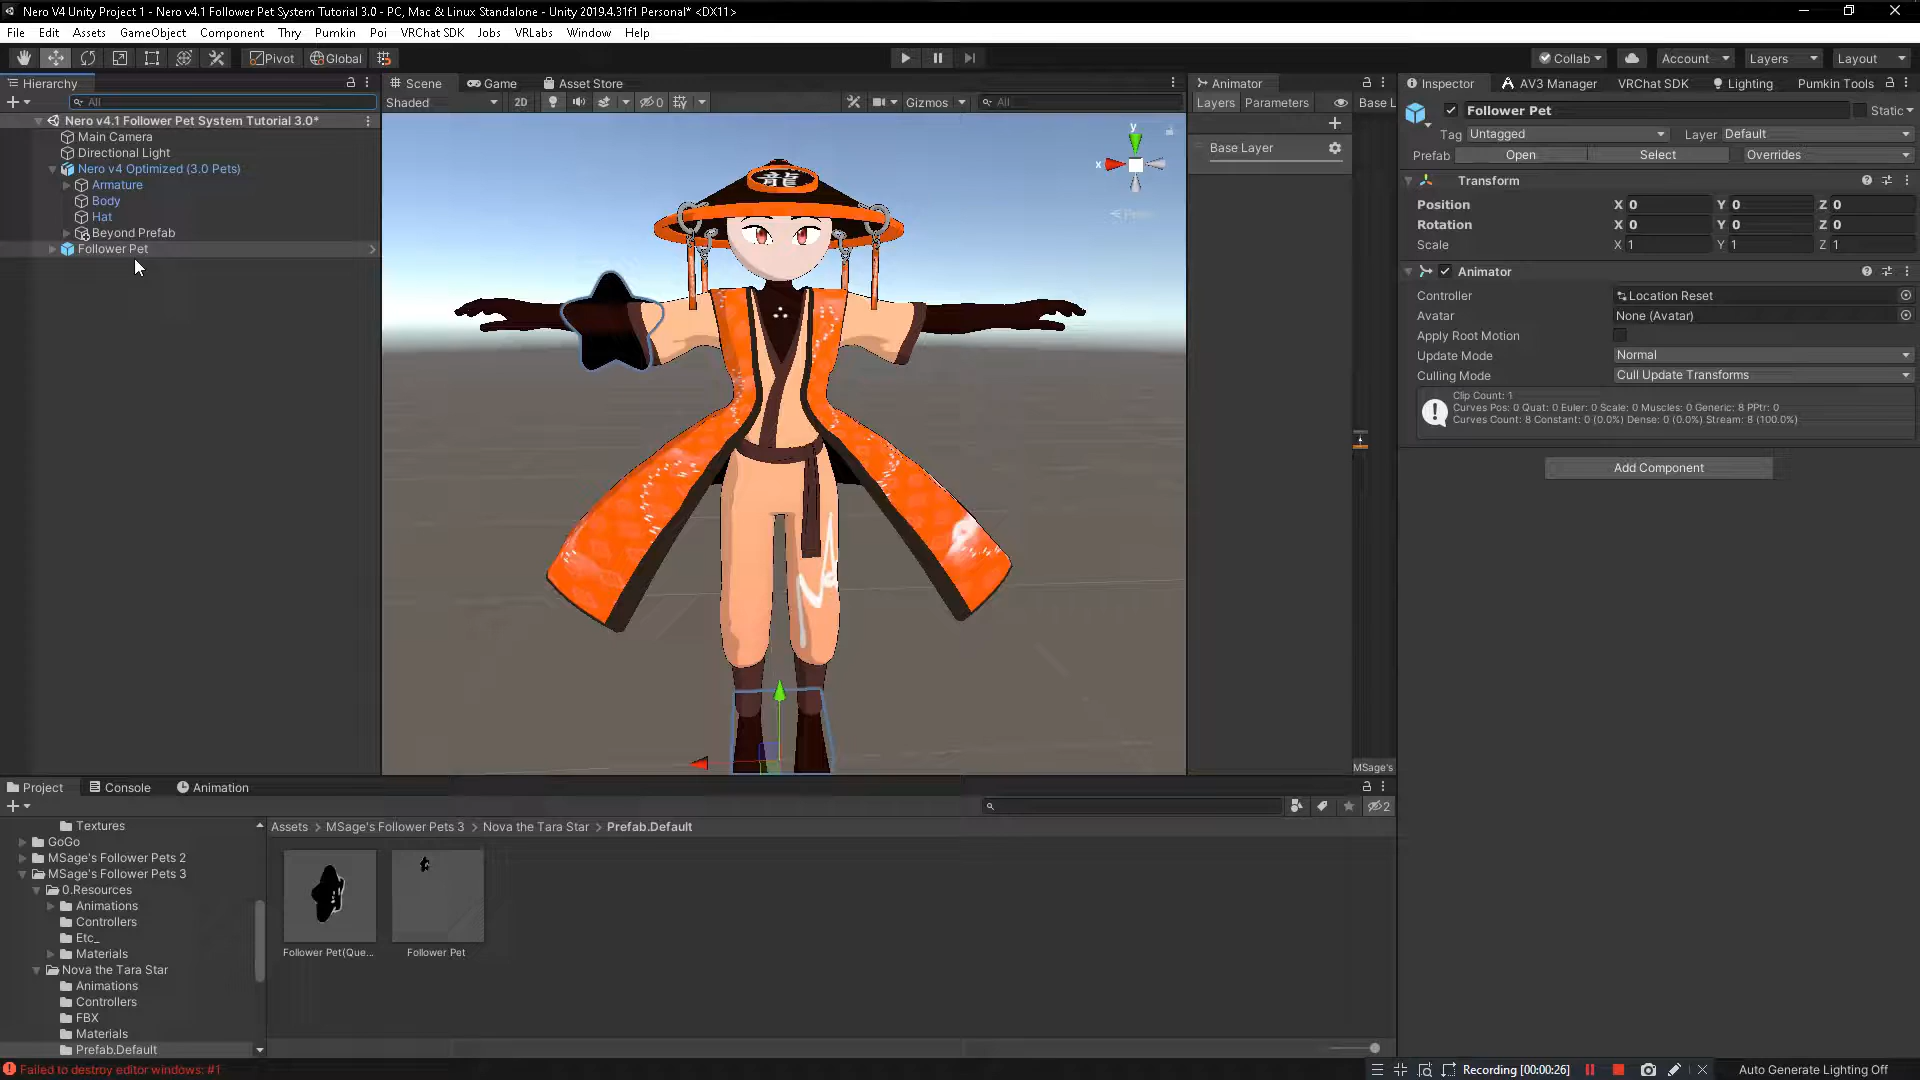 Nero V4 Unity Project 1 - Nero v4.1 Follower Pet System Tutorial 3.0 - PC, Mac & Linux Standalone - Unity 2019.4.31f1 Personal* <DX11>
File Edit Assets GameObject Component Thry Pumkin Poi VRChat SDK Jobs VRLabs Window Help
Pivot Global Collab Account Layers Layout
Hierarchy Scene Game Asset Store Animator Inspector AV3 Manager VRChat SDK Lighting Pumkin Tools
All Shaded 2D 0 Gizmos All Layers Parameters Base L
Follower Pet Static
Nero v4.1 Follower Pet System Tutorial 3.0*
Main Camera
Directional Light
Nero v4 Optimized (3.0 Pets)
Armature
Body
Hat
Beyond Prefab
Follower Pet
龍
y
x
Persp
Base Layer
MSage's
Tag Untagged Layer Default
Prefab Open Select Overrides
Transform
Position X 0 Y 0 Z 0
Rotation X 0 Y 0 Z 0
Scale X 1 Y 1 Z 1
Animator
Controller Location Reset
Avatar None (Avatar)
Apply Root Motion
Update Mode Normal
Culling Mode Cull Update Transforms
Clip Count: 1
Curves Pos: 0 Quat: 0 Euler: 0 Scale: 0 Muscles: 0 Generic: 8 PPtr: 0
Curves Count: 8 Constant: 0 (0.0%) Dense: 0 (0.0%) Stream: 8 (100.0%)
Add Component
Project Console Animation
2
Textures
GoGo
MSage's Follower Pets 2
MSage's Follower Pets 3
0.Resources
Animations
Controllers
Etc_
Materials
Nova the Tara Star
Animations
Controllers
FBX
Materials
Prefab.Default
Assets > MSage's Follower Pets 3 > Nova the Tara Star > Prefab.Default
Follower Pet(Que... Follower Pet
Failed to destroy editor windows: #1
Recording [00:00:26]
Auto Generate Lighting Off